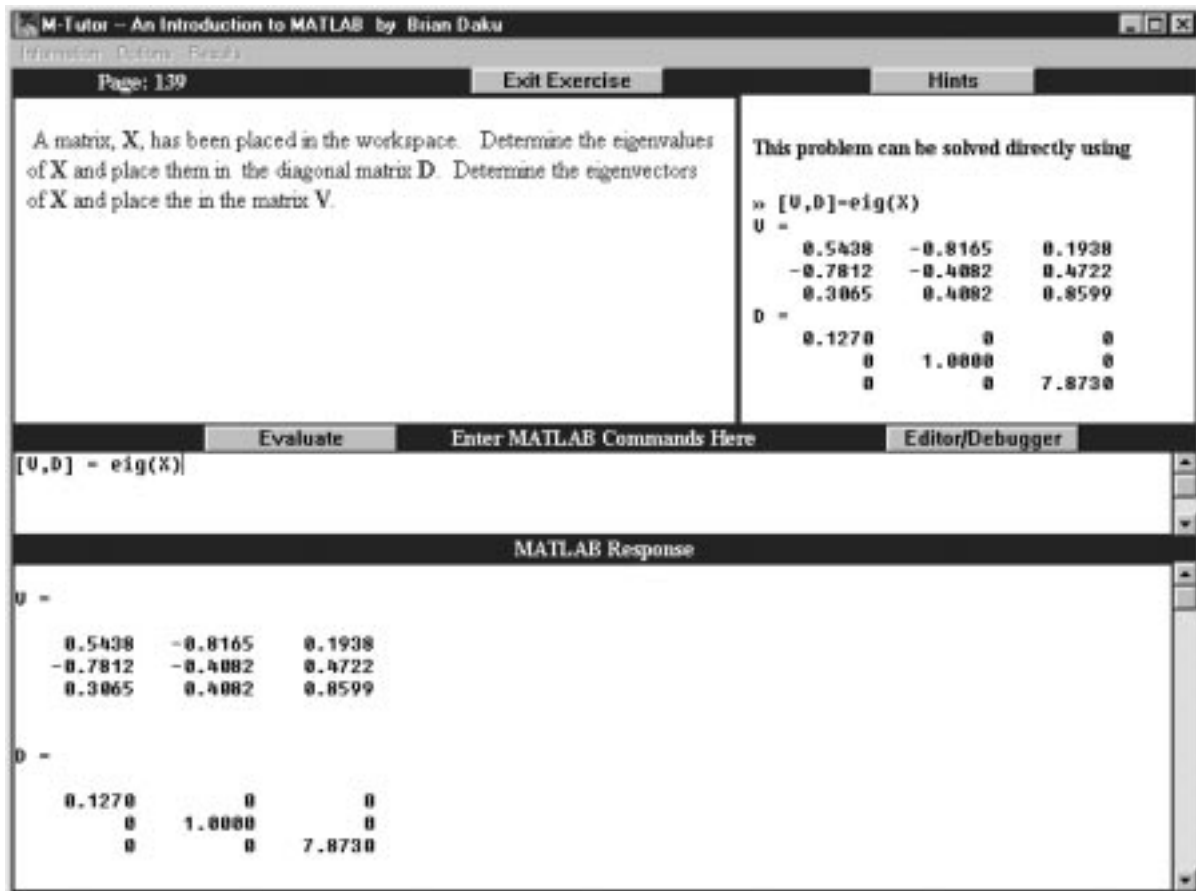 M-Tutor -- An Introduction to MATLAB by Brian Daku
Information Options Results
Page: 139
Exit Exercise
Hints
A matrix, X, has been placed in the workspace. Determine the eigenvalues
of X and place them in the diagonal matrix D. Determine the eigenvectors
of X and place the in the matrix V.
This problem can be solved directly using
» [V,D]=eig(X)
V =
0.5438 -0.8165 0.1938
-0.7812 -0.4082 0.4722
0.3065 0.4082 0.8599
D =
0.1270 0 0
0 1.0000 0
0 0 7.8730
Evaluate
Enter MATLAB Commands Here
Editor/Debugger
[V,D] = eig(X)
MATLAB Response
V =
0.5438 -0.8165 0.1938
-0.7812 -0.4082 0.4722
0.3065 0.4082 0.8599
D =
0.1270 0 0
0 1.0000 0
0 0 7.8730